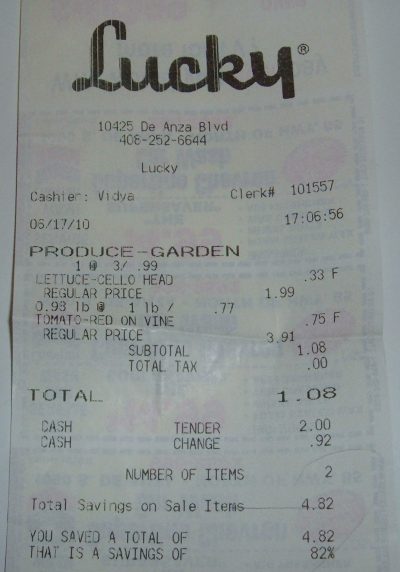 Lucky®
10425 De Anza Blvd
408-252-6644
Lucky
Cashier: Vidya Clerk# 101557
06/17/10 17:06:56
PRODUCE-GARDEN
1 @ 3/ .99
LETTUCE-CELLO HEAD .33 F
REGULAR PRICE 1.99
0.98 lb @ 1 lb / .77
TOMATO-RED ON VINE .75 F
REGULAR PRICE 3.91
SUBTOTAL 1.08
TOTAL TAX .00
TOTAL 1.08
CASH TENDER 2.00
CASH CHANGE .92
NUMBER OF ITEMS 2
Total Savings on Sale Items 4.82
YOU SAVED A TOTAL OF 4.82
THAT IS A SAVINGS OF 82%